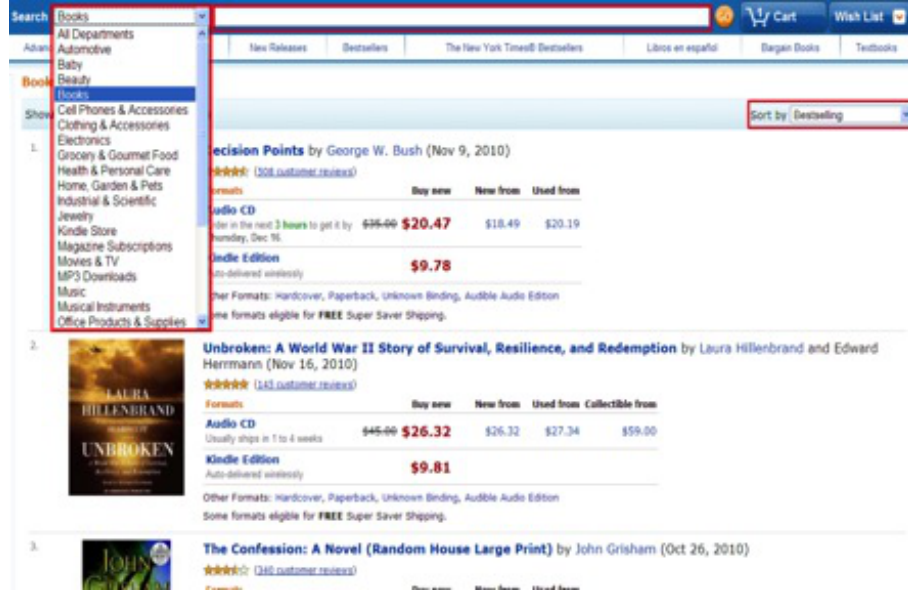 Search Books Cart Wish List
New Releases Bestsellers The New York Times® Bestsellers Libros en español Bargain Books Textbooks
All Departments
Automotive
Baby
Beauty
Books
Cell Phones & Accessories
Clothing & Accessories
Electronics
Grocery & Gourmet Food
Health & Personal Care
Home, Garden & Pets
Industrial & Scientific
Jewelry
Kindle Store
Magazine Subscriptions
Movies & TV
MP3 Downloads
Music
Musical Instruments
Office Products & Supplies
Sort by Bestselling
1. ecision Points by George W. Bush (Nov 9, 2010)
(508 customer reviews)
ormats Buy new New from Used from
udio CD
rder in the next 3 hours to get it by $35.00 $20.47 $18.49 $20.19
hursday, Dec 16.
indle Edition
uto-delivered wirelessly $9.78
ther Formats: Hardcover, Paperback, Unknown Binding, Audible Audio Edition
ome formats eligible for FREE Super Saver Shipping.
2. Unbroken: A World War II Story of Survival, Resilience, and Redemption by Laura Hillenbrand and Edward
Herrmann (Nov 16, 2010)
(145 customer reviews)
Formats Buy new New from Used from Collectible from
Audio CD
Usually ships in 1 to 4 weeks $45.00 $26.32 $26.32 $27.34 $59.00
Kindle Edition
Auto-delivered wirelessly $9.81
Other Formats: Hardcover, Paperback, Unknown Binding, Audible Audio Edition
Some formats eligible for FREE Super Saver Shipping.
LAURA
HILLENBRAND
UNBROKEN
3. The Confession: A Novel (Random House Large Print) by John Grisham (Oct 26, 2010)
(340 customer reviews)
Formats Buy new New from Used from
JOHN